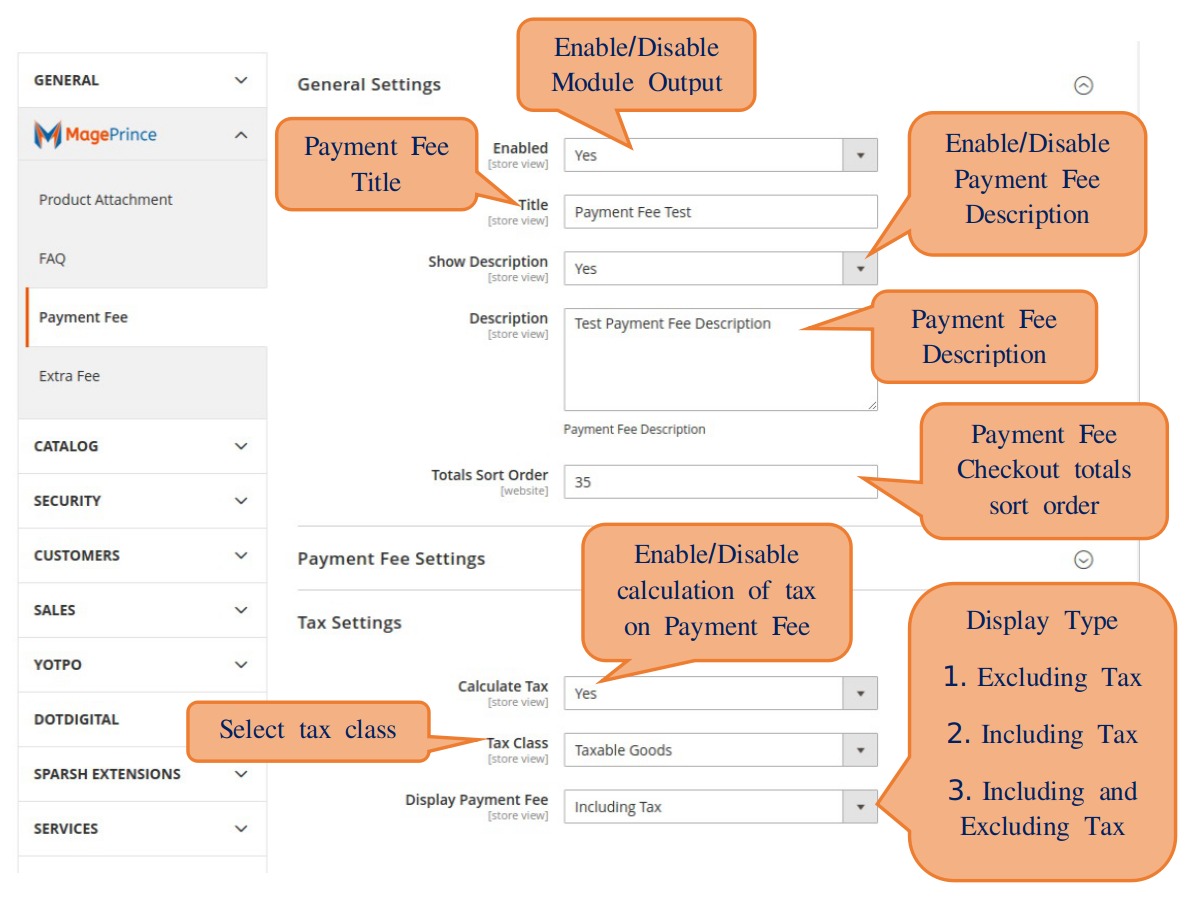 GENERAL
MagePrince
Product Attachment
FAQ
Payment Fee
Extra Fee
CATALOG
SECURITY
CUSTOMERS
SALES
YOTPO
DOTDIGITAL
SPARSH EXTENSIONS
SERVICES
General Settings
Enable/Disable
Module Output
Payment Fee
Title
Enabled
[store view]
Yes
Enable/Disable
Payment Fee
Description
Title
[store view]
Payment Fee Test
Show Description
[store view]
Yes
Description
[store view]
Test Payment Fee Description
Payment Fee
Description
Payment Fee Description
Totals Sort Order
[website]
35
Payment Fee
Checkout totals
sort order
Payment Fee Settings
Enable/Disable
calculation of tax
on Payment Fee
Tax Settings
Calculate Tax
[store view]
Yes
Select tax class
Tax Class
[store view]
Taxable Goods
Display Payment Fee
[store view]
Including Tax
Display Type
1. Excluding Tax
2. Including Tax
3. Including and
Excluding Tax